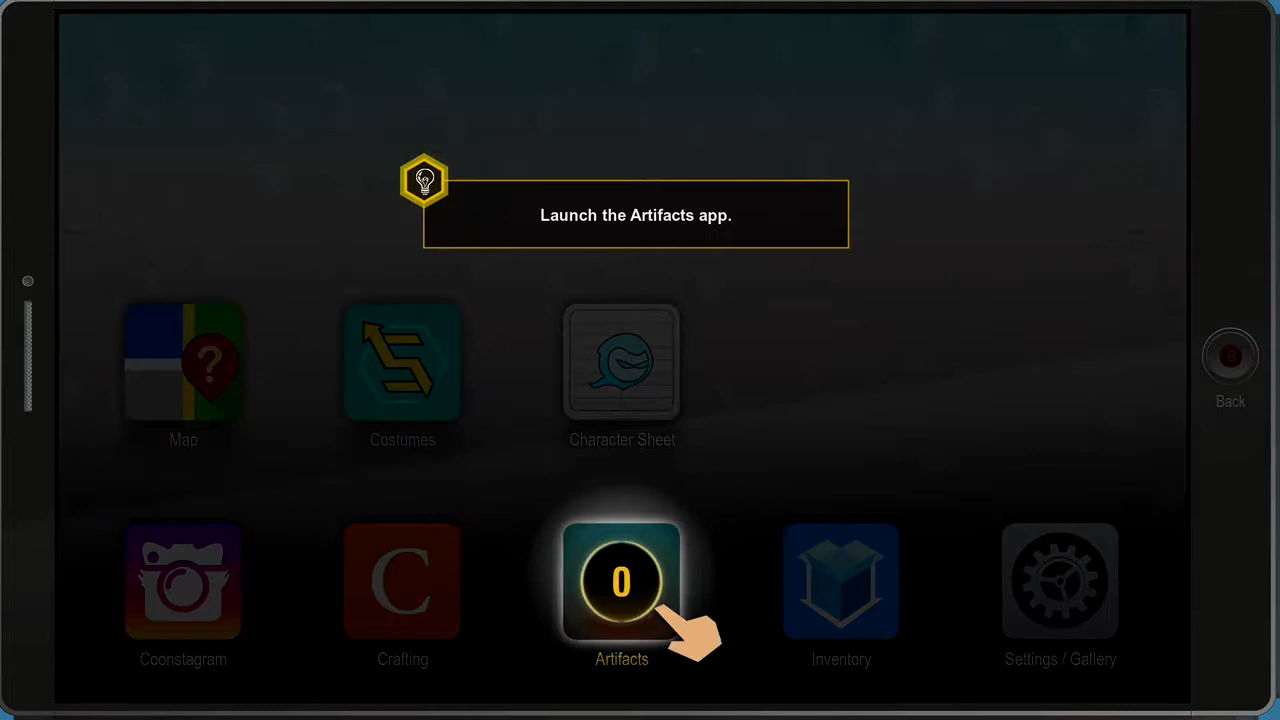 Launch the Artifacts app.
?
Map
Costumes
Character Sheet
B
Back
C
0
Coonstagram
Crafting
Artifacts
Inventory
Settings / Gallery